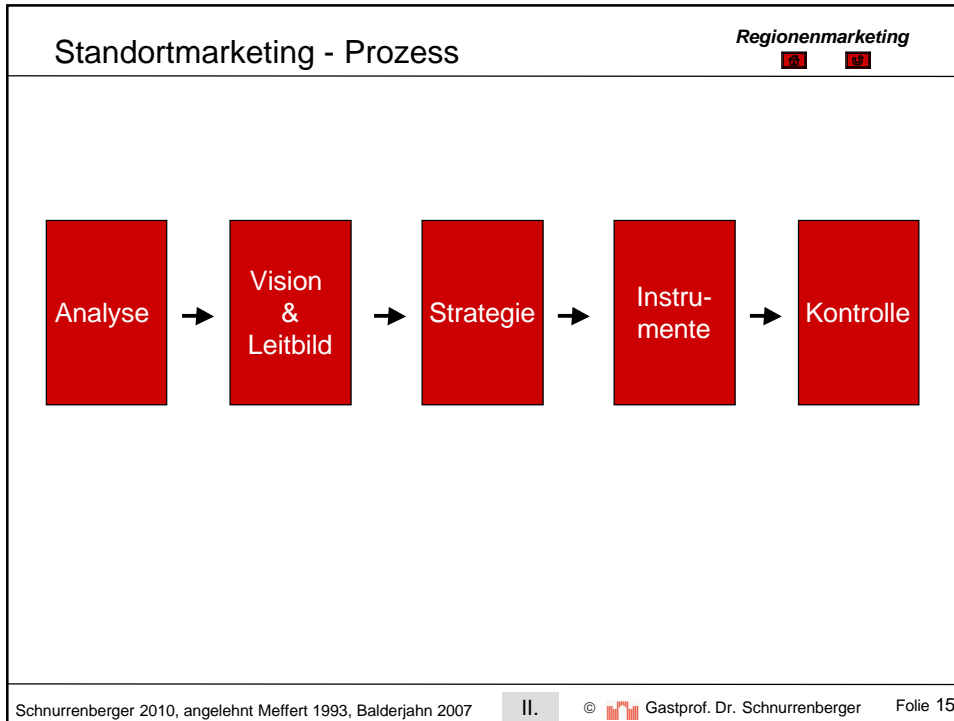 Standortmarketing - Prozess
Regionenmarketing
Analyse
Vision
&
Leitbild
Strategie
Instru-
mente
Kontrolle
Schnurrenberger 2010, angelehnt Meffert 1993, Balderjahn 2007
II.
© Gastprof. Dr. Schnurrenberger
Folie 15